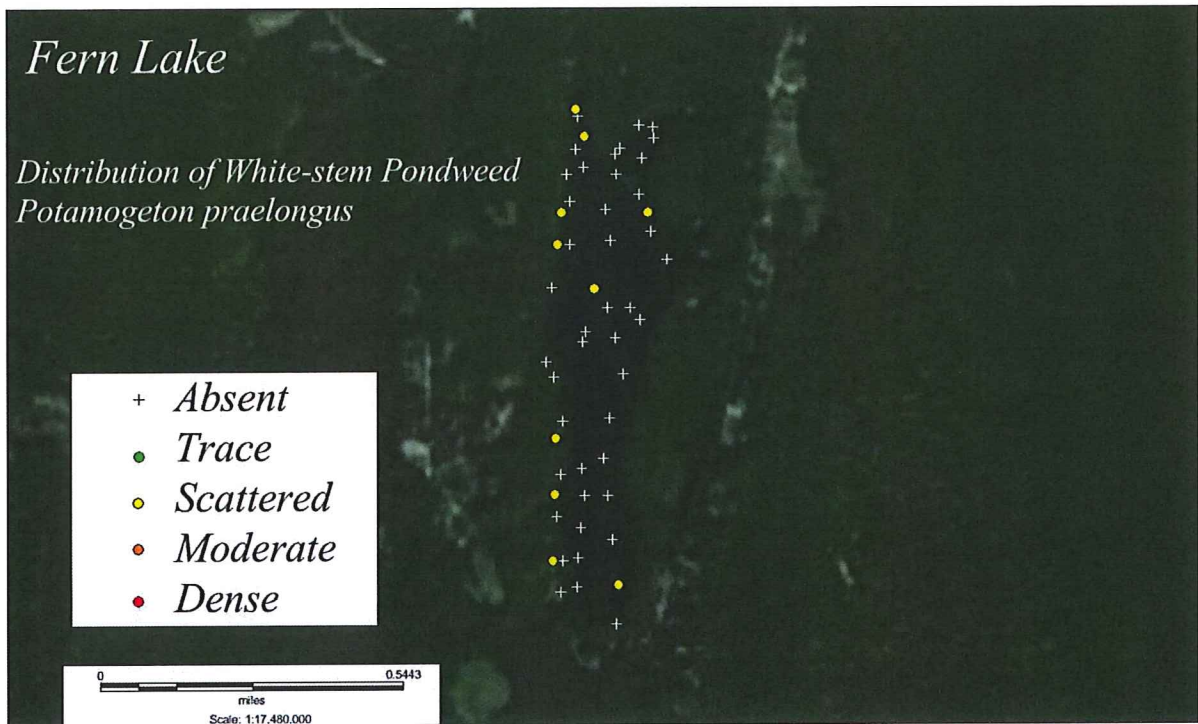 Fern Lake
Distribution of White-stem Pondweed
Potamogeton praelongus
Absent
Trace
Scattered
Moderate
Dense
0 0.5443
miles
Scale: 1:17,480.000